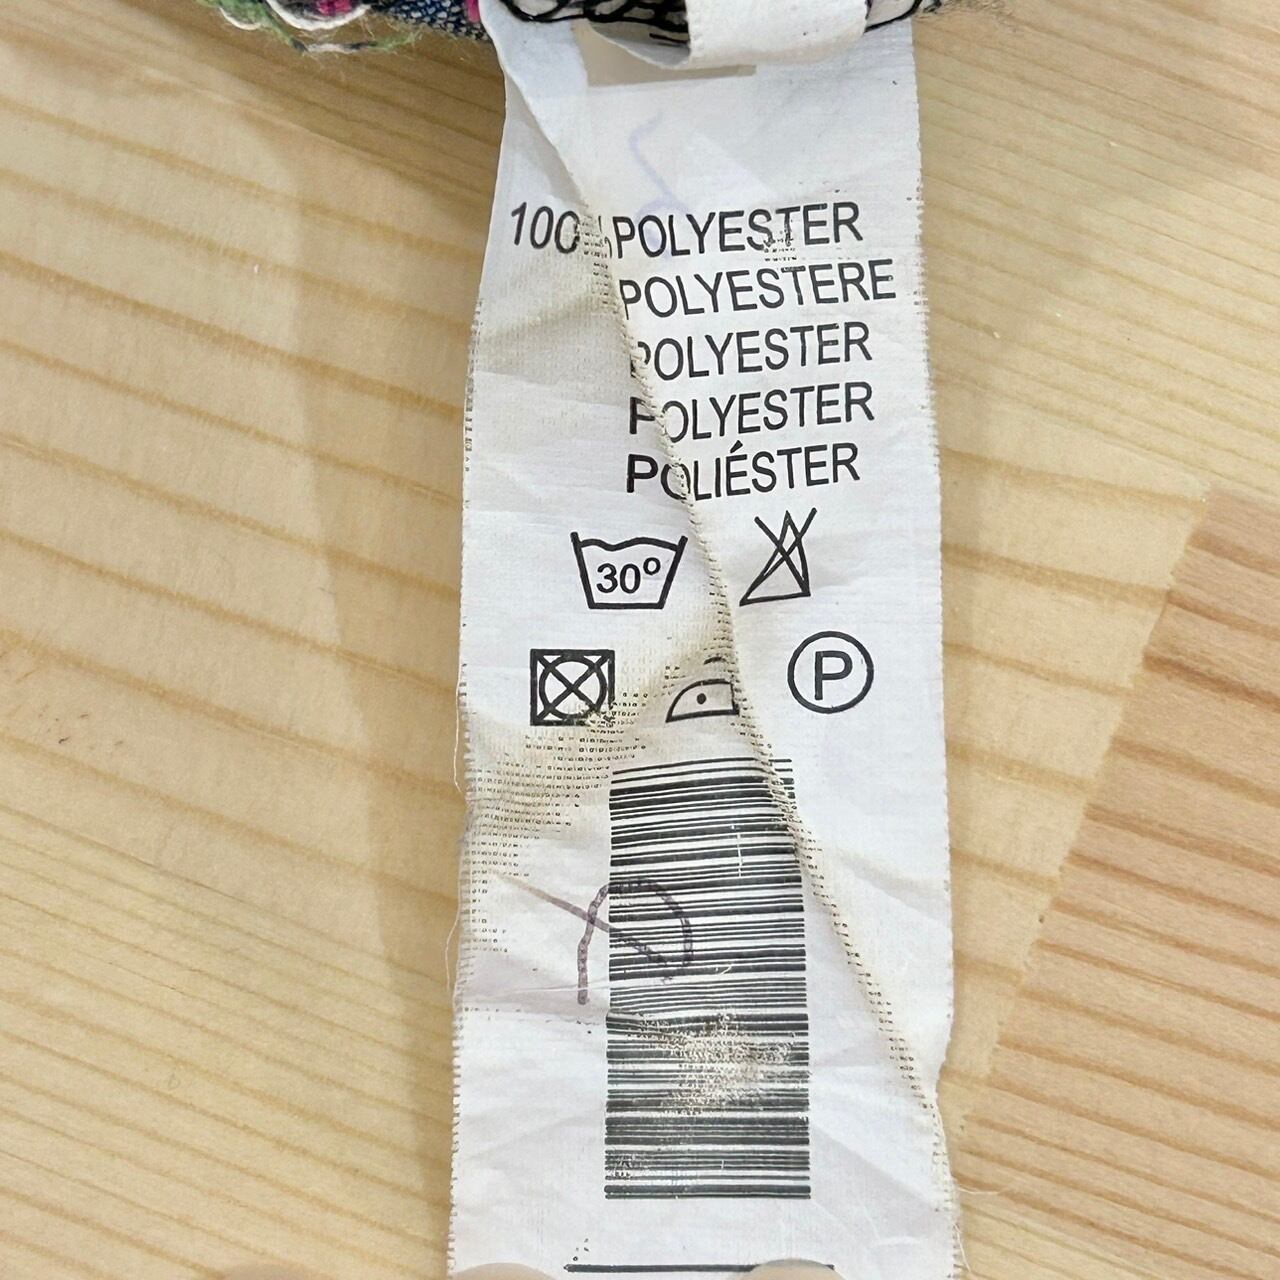 100% POLYESTER
POLYESTERE
POLYESTER
POLYESTER
POLIÉSTER
30°
P